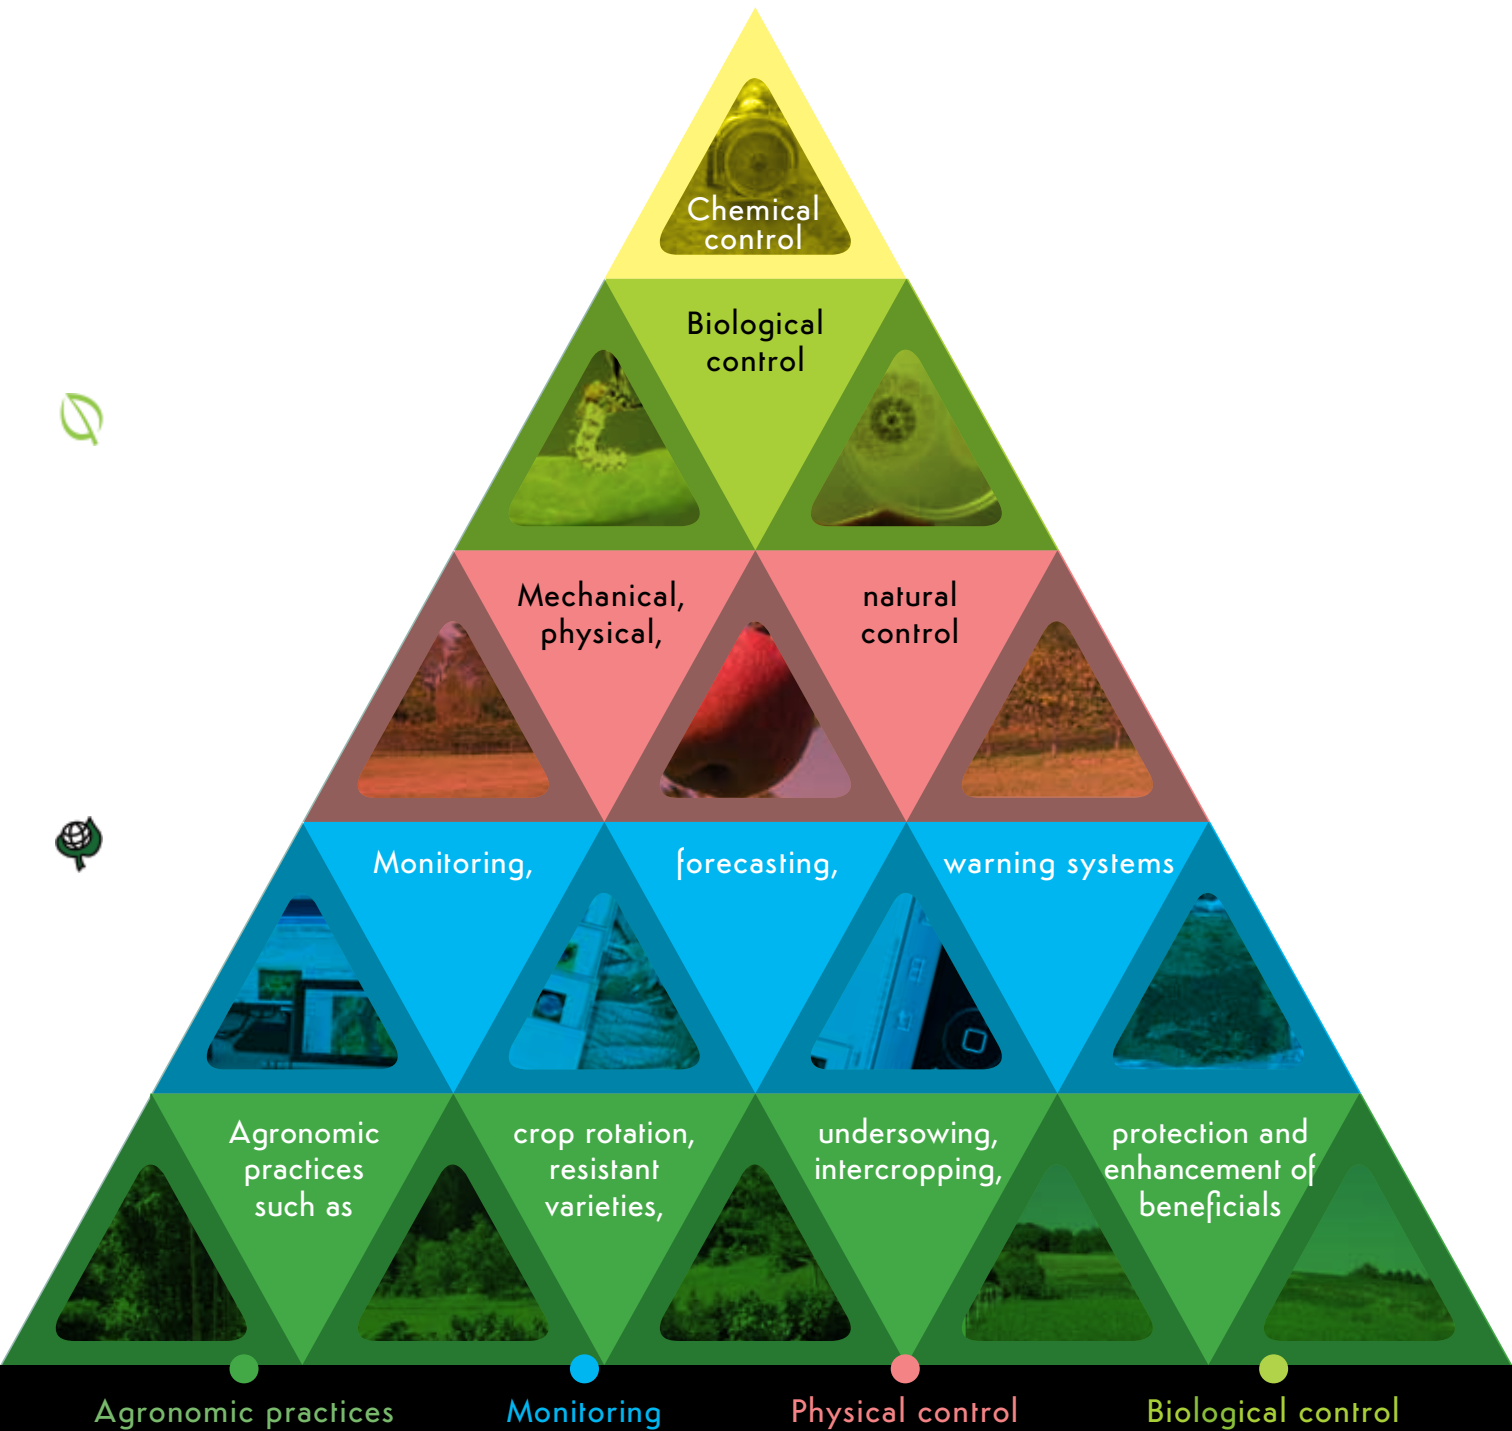 Chemical
control
Biological
control
Mechanical,
physical,
natural
control
Monitoring,
forecasting,
warning systems
Agronomic
practices
such as
crop rotation,
resistant
varieties,
undersowing,
intercropping,
protection and
enhancement of
beneficials
Agronomic practices
Monitoring
Physical control
Biological control